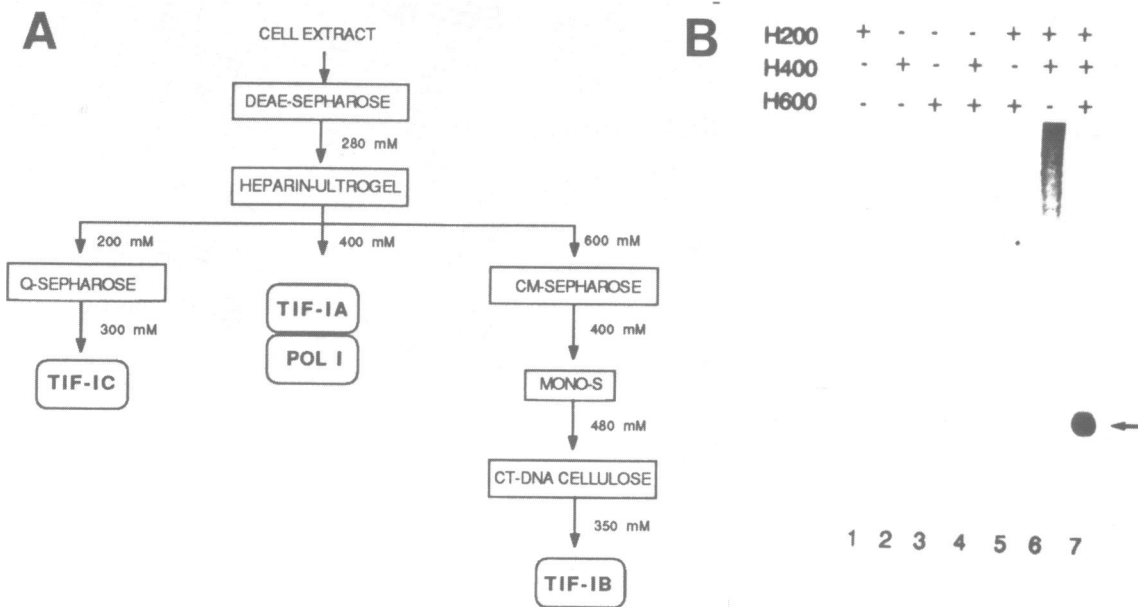 A
CELL EXTRACT
DEAE-SEPHAROSE
280 mM
HEPARIN-ULTROGEL
200 mM 400 mM 600 mM
Q-SEPHAROSE CM-SEPHAROSE
TIF-IA
300 mM 400 mM
POL I
TIF-IC MONO-S
480 mM
CT-DNA CELLULOSE
350 mM
TIF-IB
B
H200 + - - - + + +
H400 - + - + - + +
H600 - - + + + - +
1 2 3 4 5 6 7